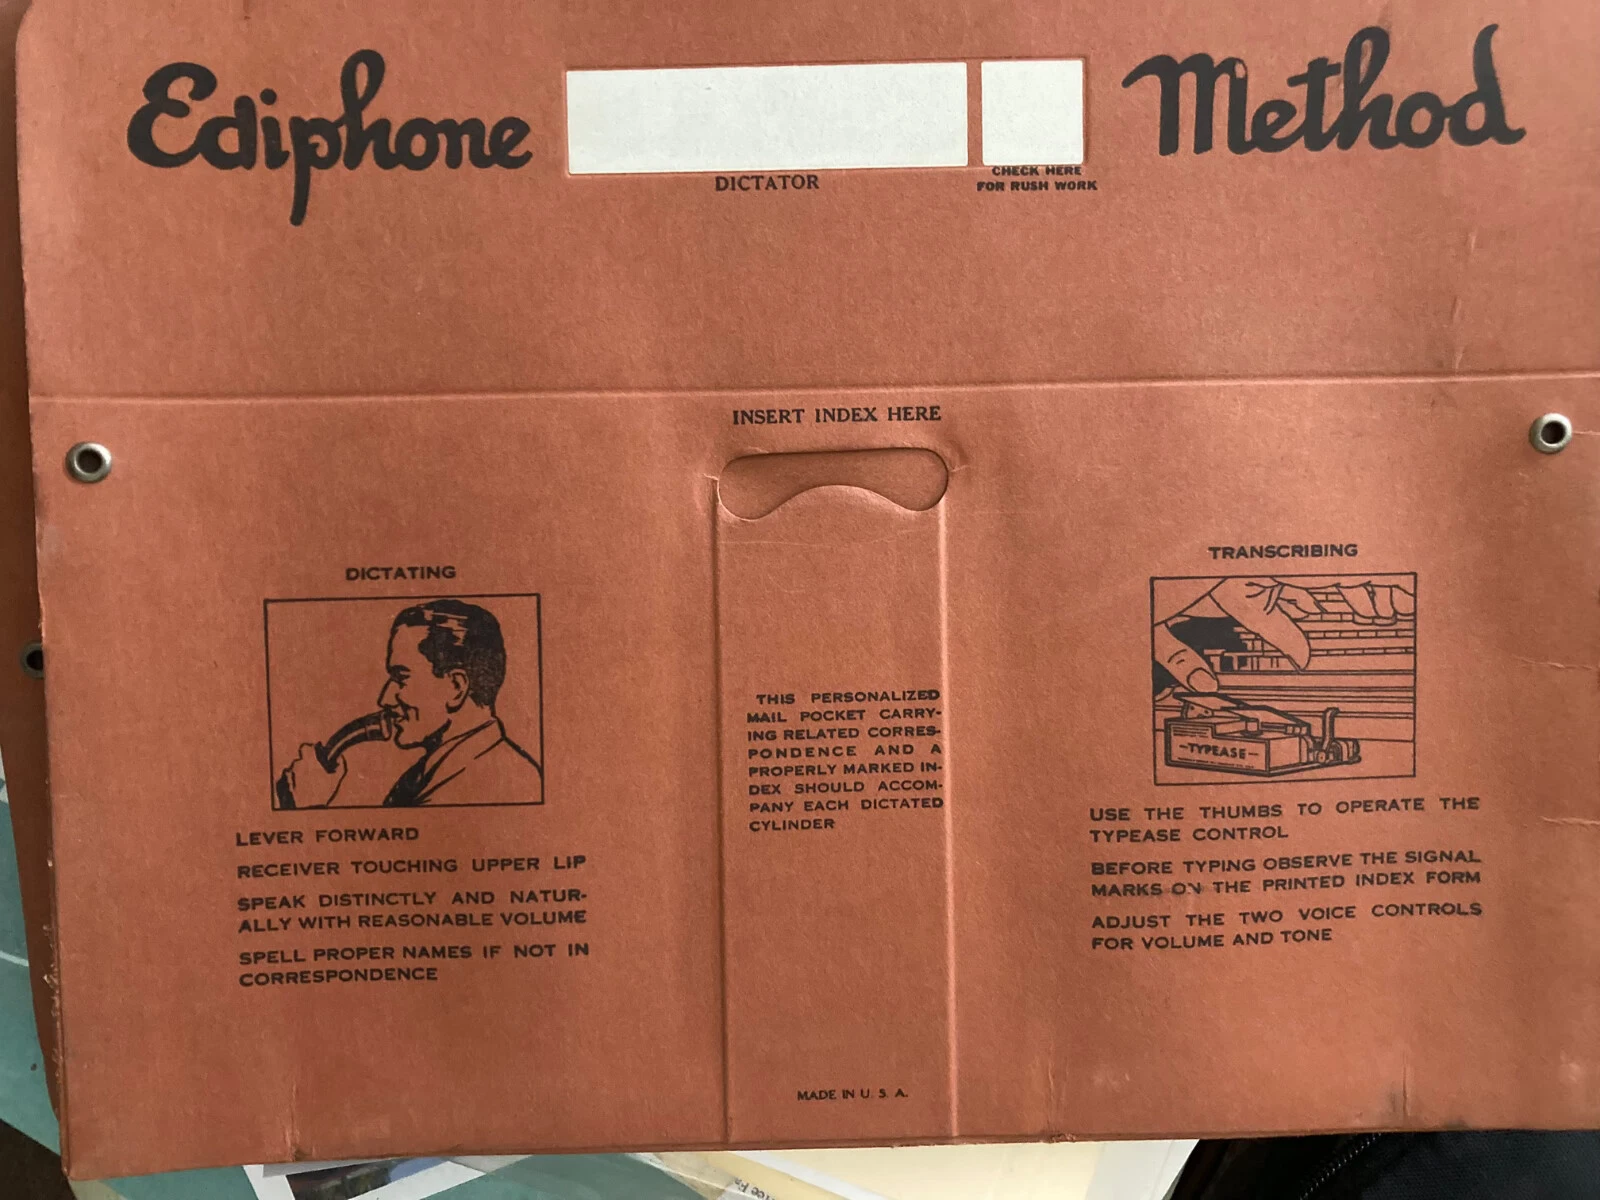 Ediphone Method
DICTATOR
CHECK HERE
FOR RUSH WORK
INSERT INDEX HERE
DICTATING
LEVER FORWARD
RECEIVER TOUCHING UPPER LIP
SPEAK DISTINCTLY AND NATUR-
ALLY WITH REASONABLE VOLUME
SPELL PROPER NAMES IF NOT IN
CORRESPONDENCE
THIS PERSONALIZED
MAIL POCKET CARRY-
ING RELATED CORRES-
PONDENCE AND A
PROPERLY MARKED IN-
DEX SHOULD ACCOM-
PANY EACH DICTATED
CYLINDER
MADE IN U. S. A.
TRANSCRIBING
-TYPEASE-
USE THE THUMBS TO OPERATE THE
TYPEASE CONTROL
BEFORE TYPING OBSERVE THE SIGNAL
MARKS ON THE PRINTED INDEX FORM
ADJUST THE TWO VOICE CONTROLS
FOR VOLUME AND TONE